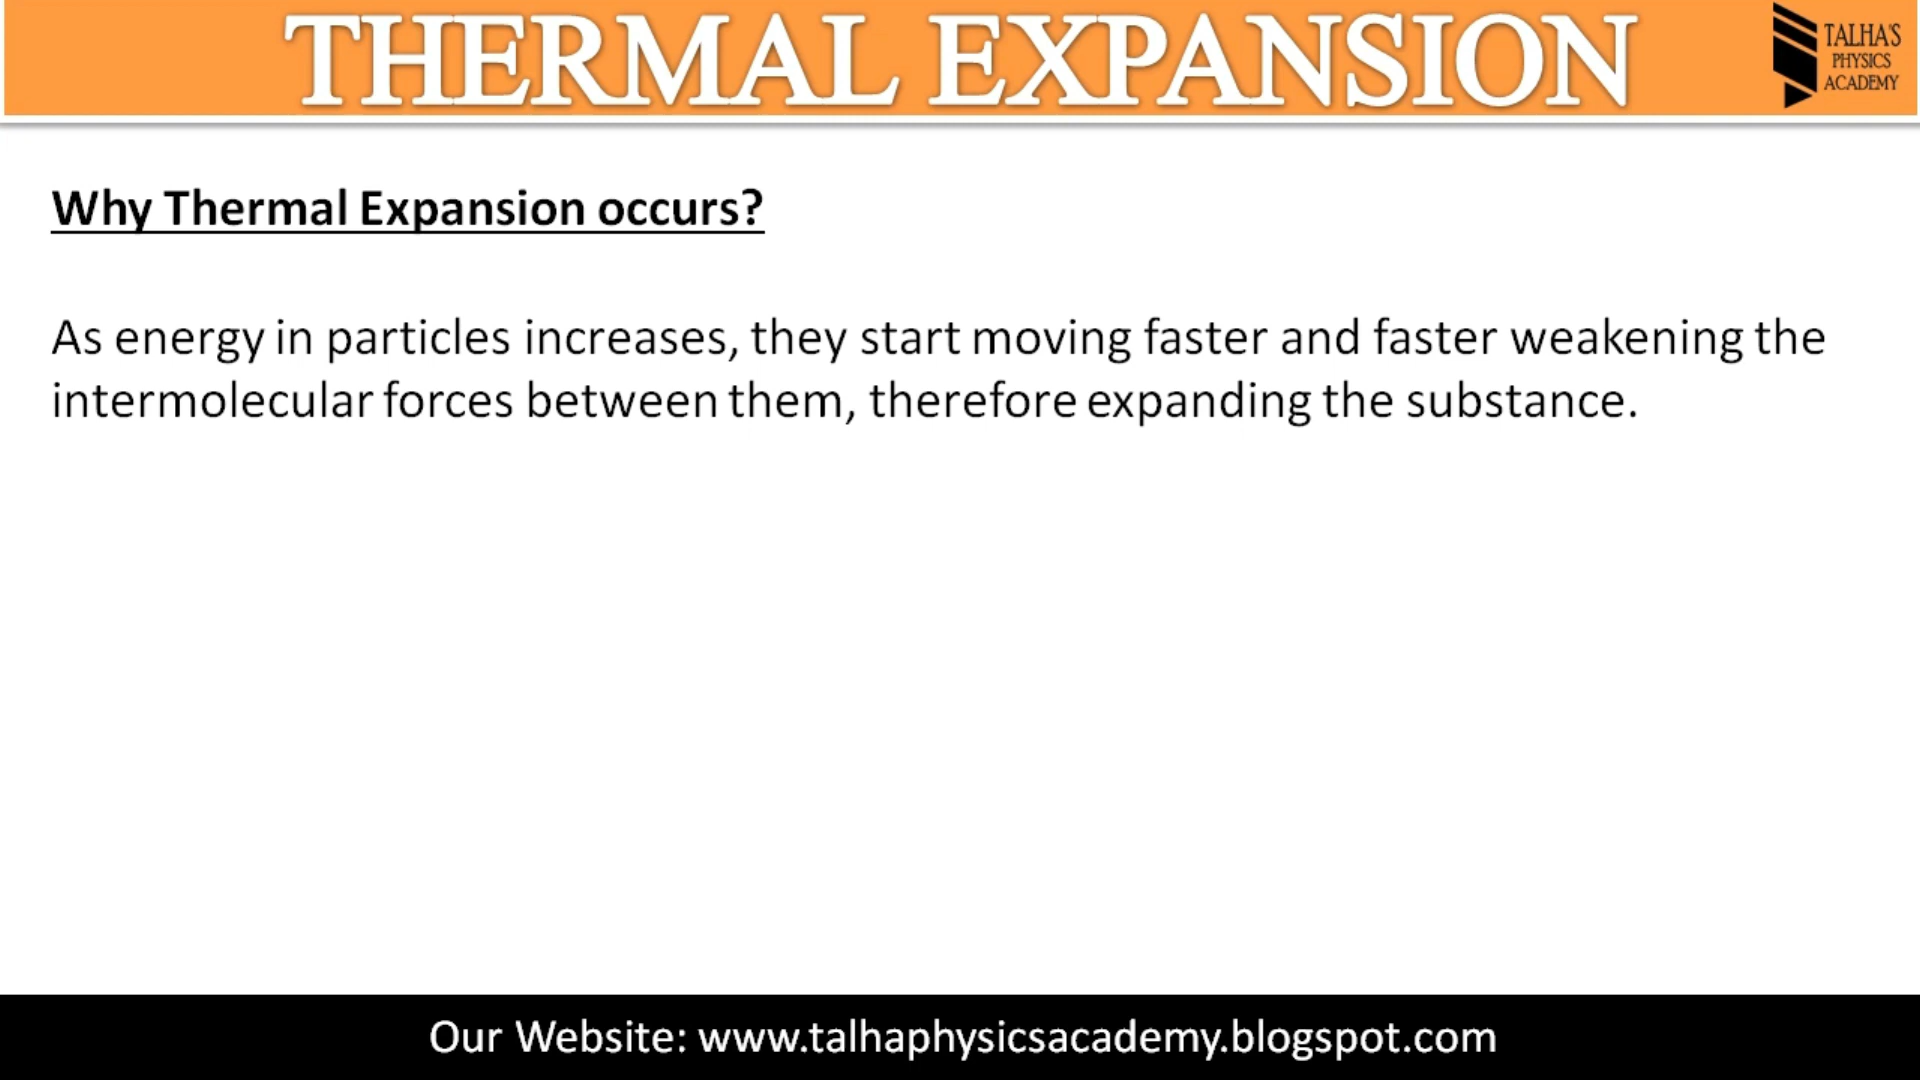 THERMAL EXPANSION
TALHA'S
PHYSICS
ACADEMY
Why Thermal Expansion occurs?
As energy in particles increases, they start moving faster and faster weakening the
intermolecular forces between them, therefore expanding the substance.
Our Website: www.talhaphysicsacademy.blogspot.com